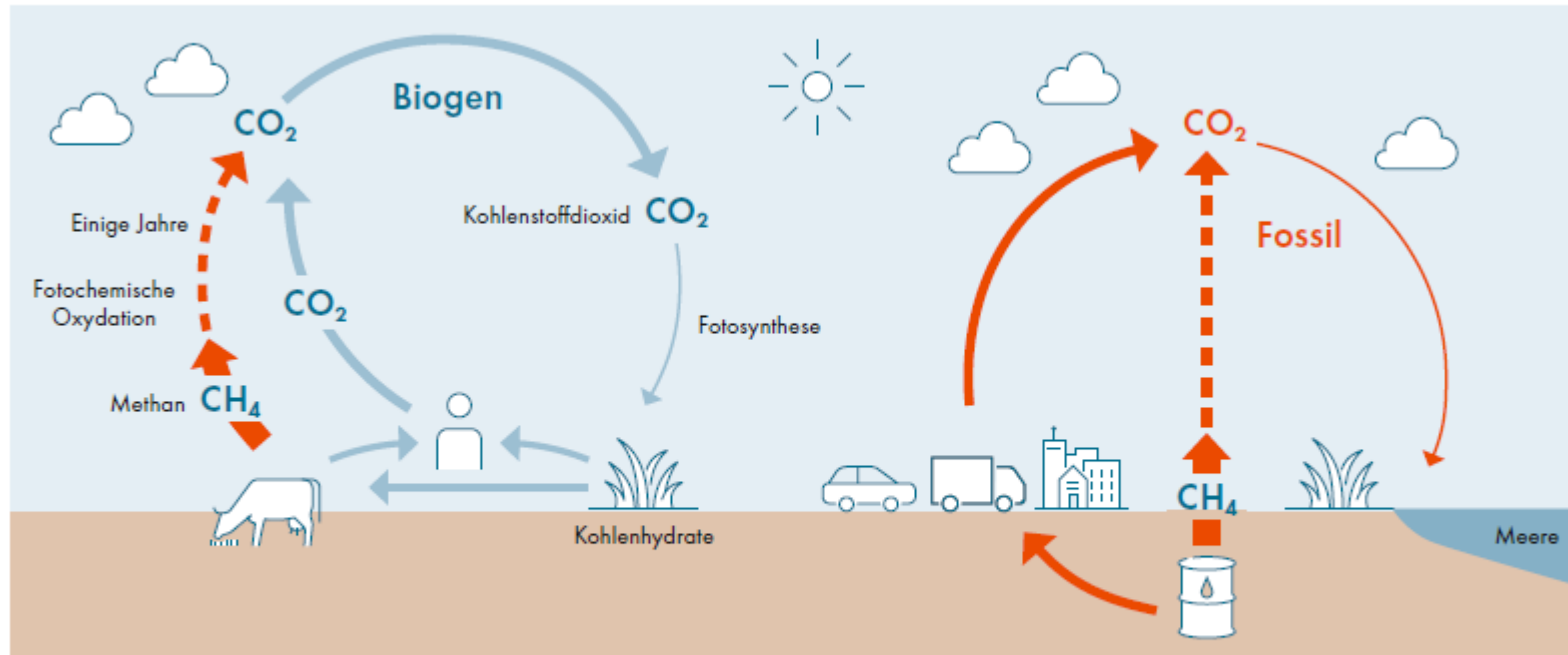 Biogen
CO₂
Kohlenstoffdioxid CO₂
Einige Jahre
Fotochemische
Oxydation
CO₂
Fotosynthese
Methan CH₄
Kohlenhydrate
CO₂
Fossil
CH₄
Meere